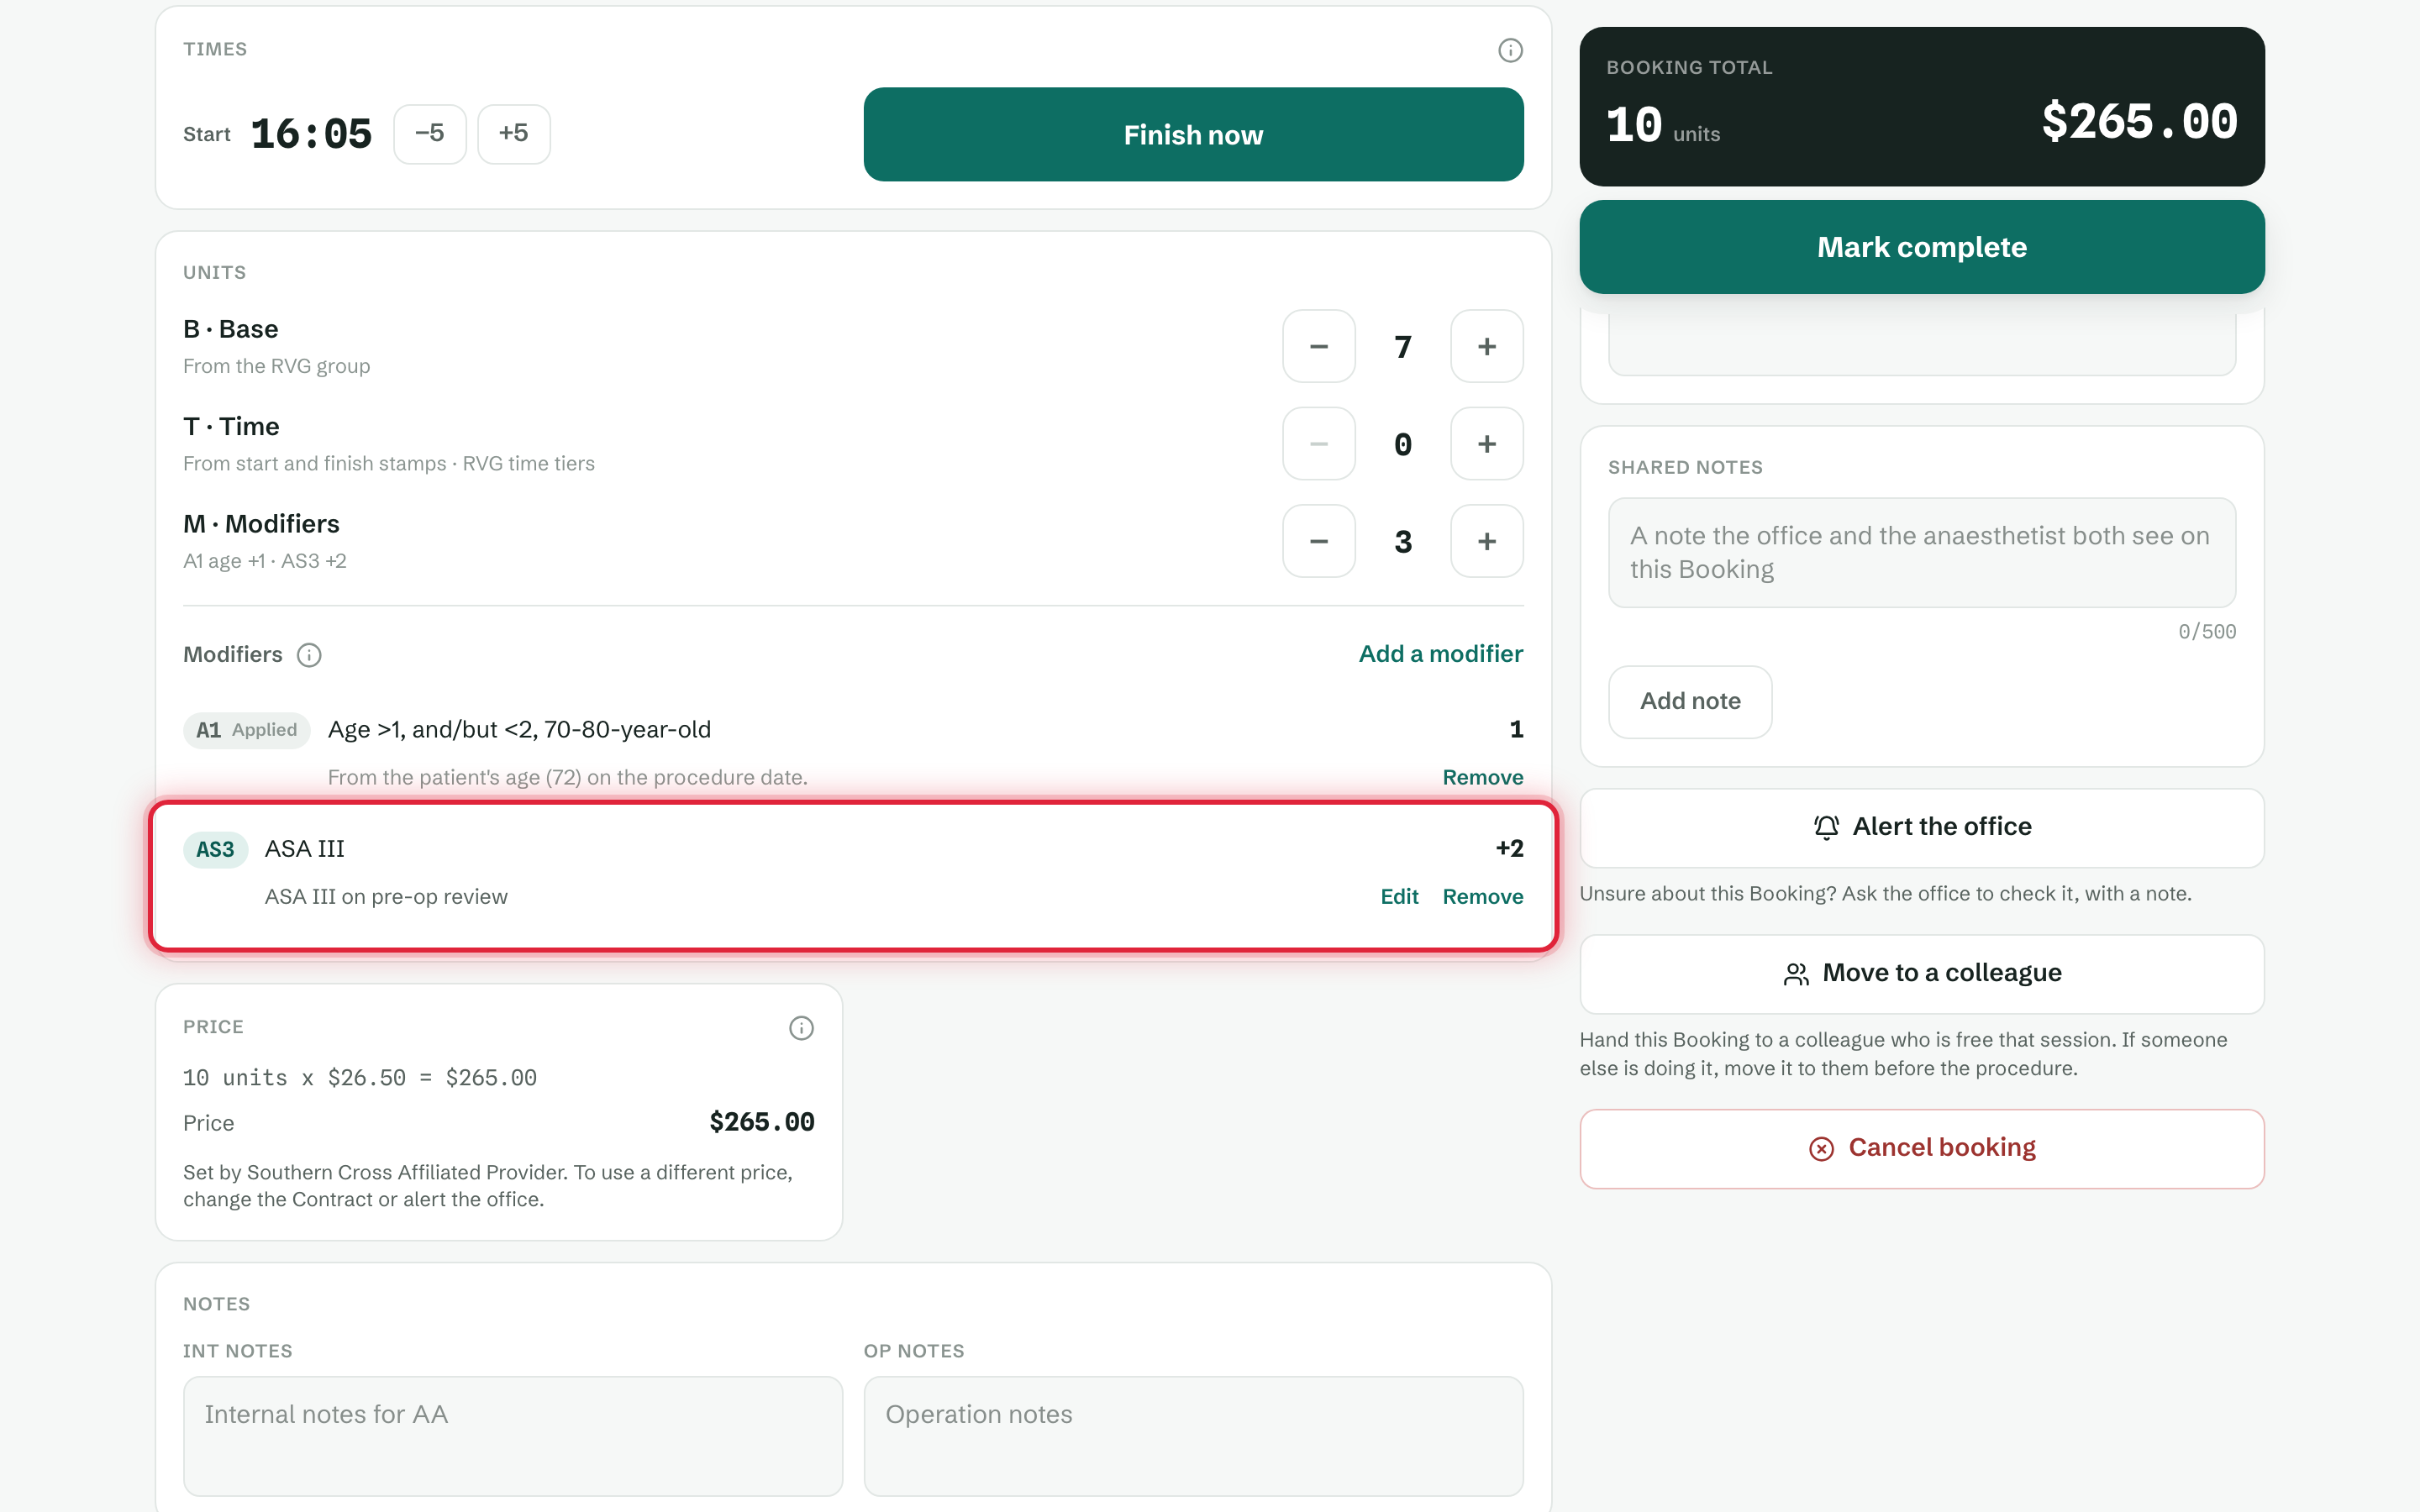 TIMES
Start 16:05 −5 +5
Finish now
UNITS
B · Base
From the RVG group
− 7 +
T · Time
From start and finish stamps · RVG time tiers
− 0 +
M · Modifiers
A1 age +1 · AS3 +2
− 3 +
Modifiers
Add a modifier
A1 Applied Age >1, and/but <2, 70-80-year-old 1
From the patient's age (72) on the procedure date. Remove
AS3 ASA III +2
ASA III on pre-op review Edit Remove
PRICE
10 units x $26.50 = $265.00
Price $265.00
Set by Southern Cross Affiliated Provider. To use a different price,
change the Contract or alert the office.
NOTES
INT NOTES
Internal notes for AA
OP NOTES
Operation notes
BOOKING TOTAL
10 units $265.00
Mark complete
SHARED NOTES
A note the office and the anaesthetist both see on
this Booking
0/500
Add note
Alert the office
Unsure about this Booking? Ask the office to check it, with a note.
Move to a colleague
Hand this Booking to a colleague who is free that session. If someone
else is doing it, move it to them before the procedure.
Cancel booking